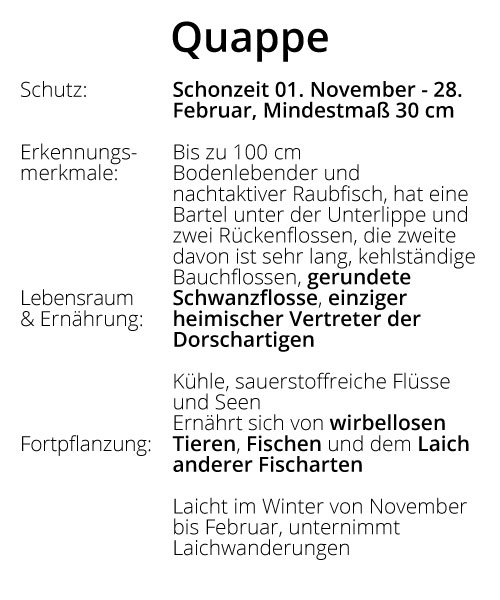 Quappe
Schutz:
Schonzeit 01. November - 28.
Februar, Mindestmaß 30 cm
Erkennungs-
merkmale:
Bis zu 100 cm
Bodenlebender und
nachtaktiver Raubfisch, hat eine
Bartel unter der Unterlippe und
zwei Rückenflossen, die zweite
davon ist sehr lang, kehlständige
Bauchflossen, gerundete
Schwanzflosse, einziger
heimischer Vertreter der
Dorschartigen
Lebensraum
& Ernährung:
Kühle, sauerstoffreiche Flüsse
und Seen
Ernährt sich von wirbellosen
Tieren, Fischen und dem Laich
anderer Fischarten
Fortpflanzung:
Laicht im Winter von November
bis Februar, unternimmt
Laichwanderungen